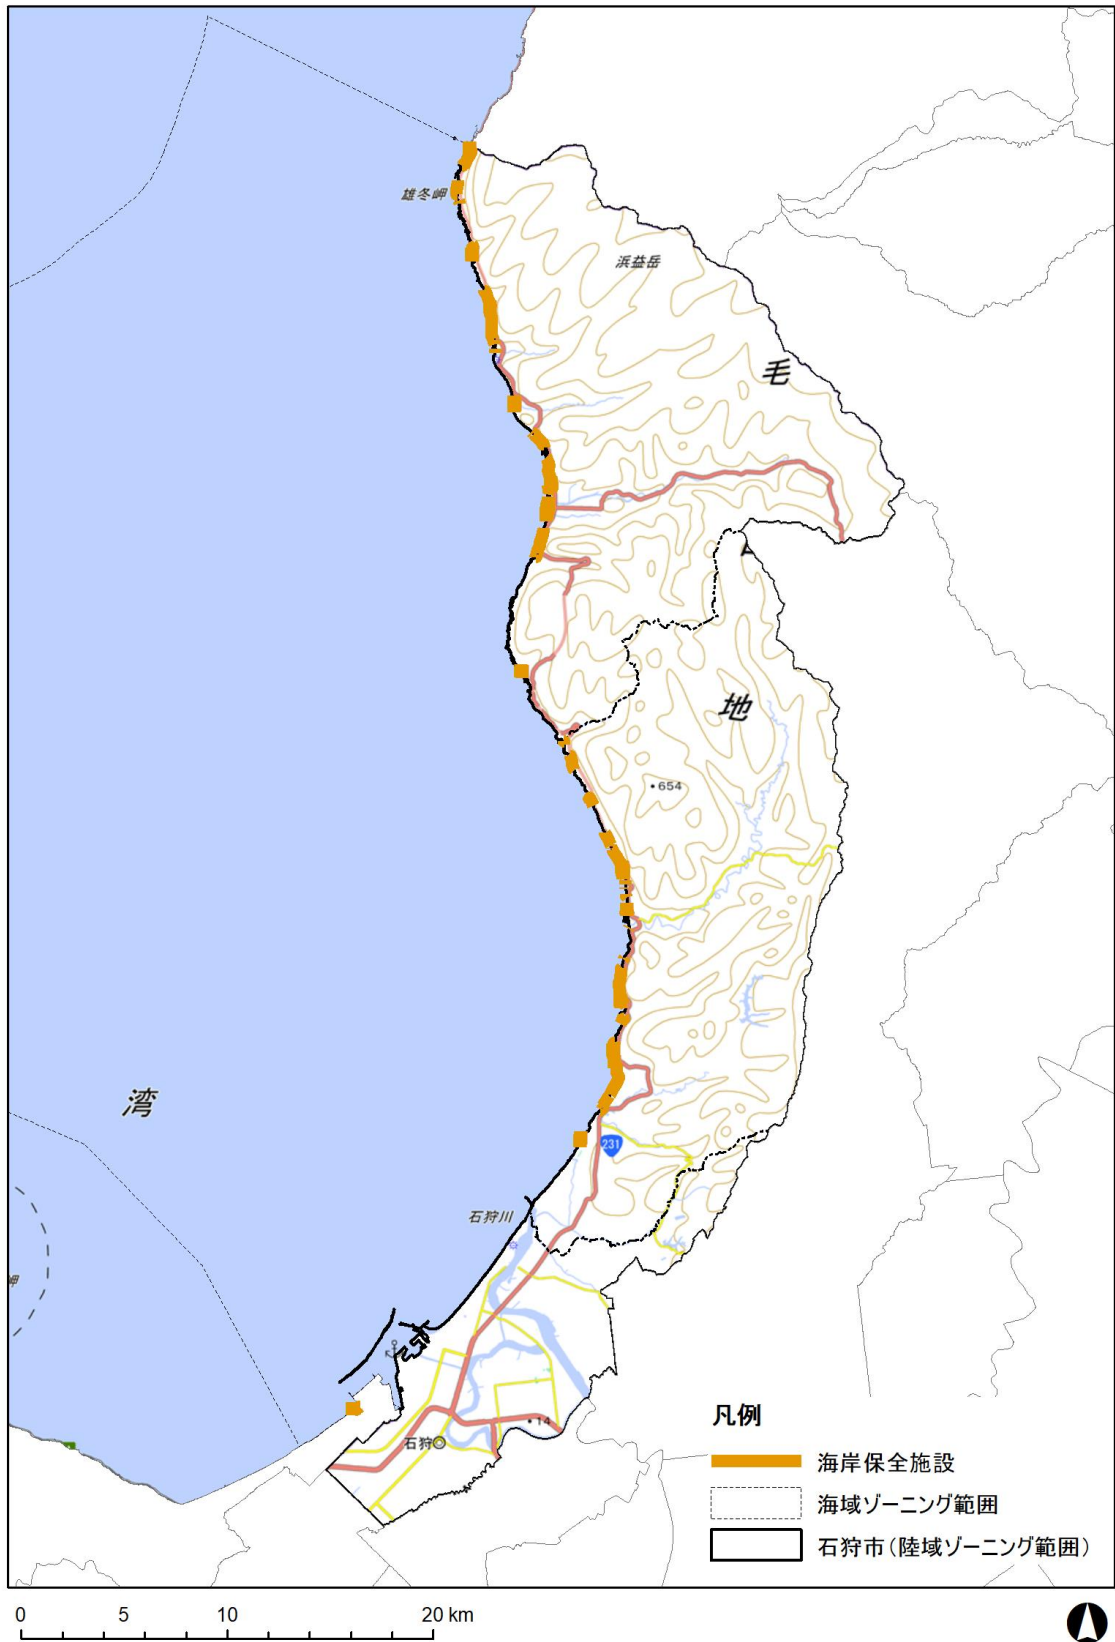 雄冬岬
浜益岳
毛
地
・654
湾
231
石狩川
岬
・14
石狩◎
凡例
海岸保全施設
海域ゾーニング範囲
石狩市(陸域ゾーニング範囲)
0 5 10 20 km